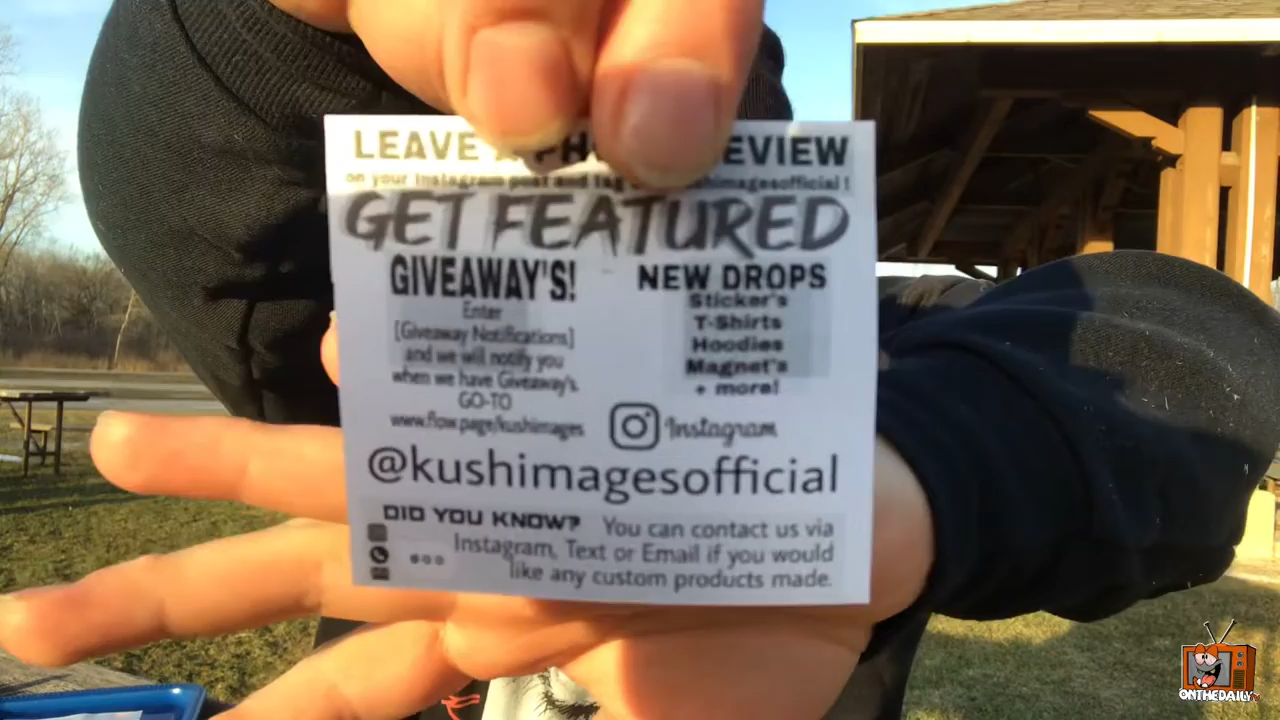 LEAVE A PHO EVIEW
on your Instagram post and tag shimagesofficial !
GET FEATURED
GIVEAWAY'S!
Enter
[Giveaway Notifications]
and we will notify you
when we have Giveaway's.
GO-TO
www.flow.page/kushimages
NEW DROPS
Sticker's
T-Shirts
Hoodies
Magnet's
+ more!
Instagram
@kushimagesofficial
DID YOU KNOW? You can contact us via
Instagram, Text or Email if you would
like any custom products made.
ONTHEDAILY